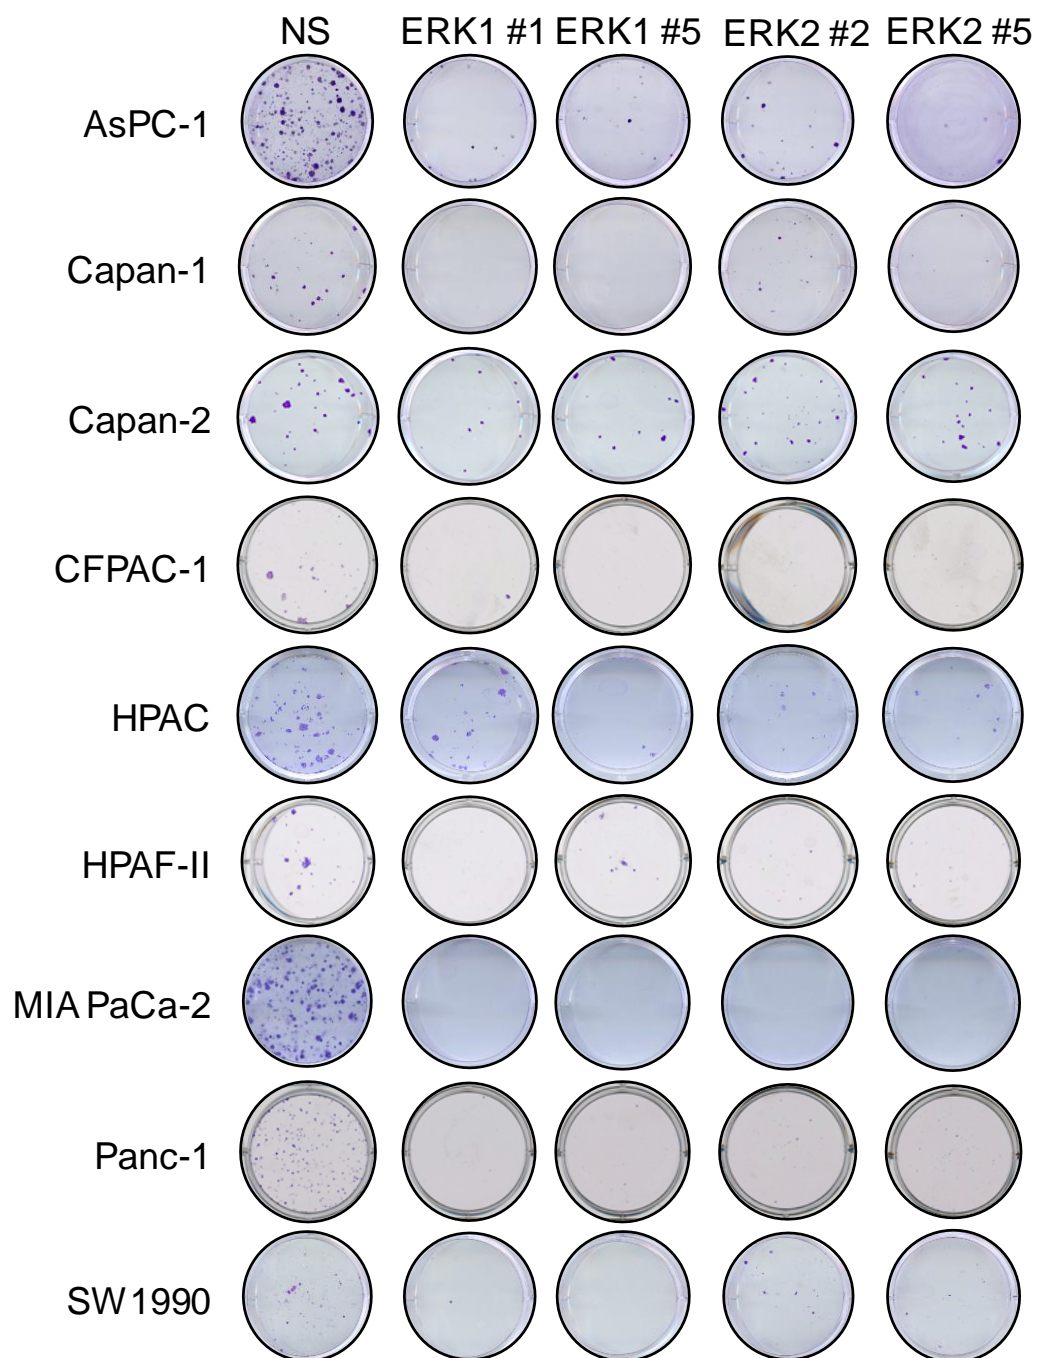 NS ERK1 #1 ERK1 #5 ERK2 #2 ERK2 #5
AsPC-1
Capan-1
Capan-2
CFPAC-1
HPAC
HPAF-II
MIA PaCa-2
Panc-1
SW1990